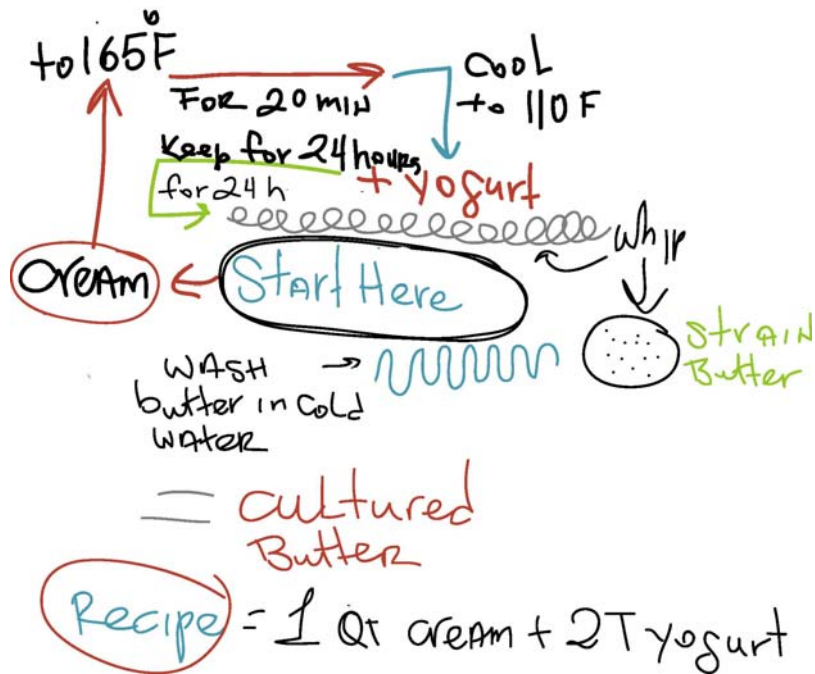 to 165°F
FOR 20 MIN
COOL
to 110 F
Keep for 24 hours
for 24 h
+ yogurt
whip
Start Here
CreAM
StrAIN
Butter
WASH
butter in Cold
WATER
= Cultured
Butter
Recipe = 1 QT creAM + 2T yogurt